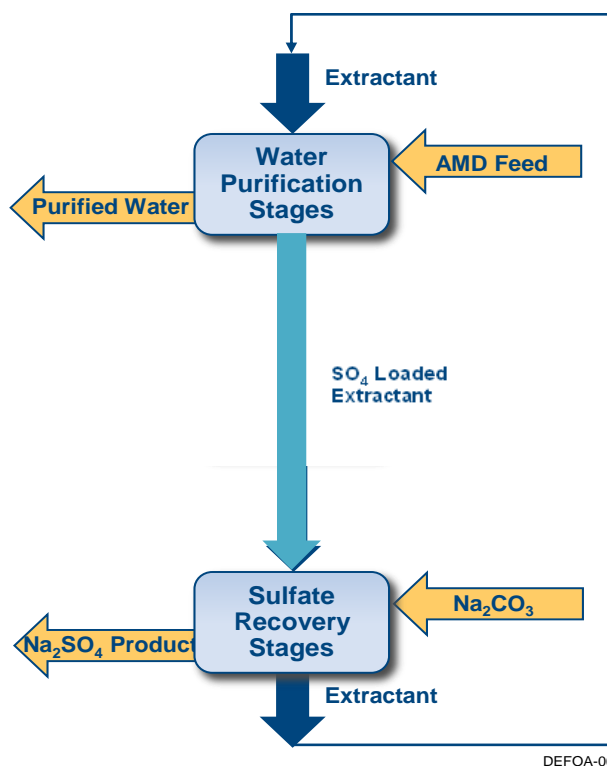 Extractant
Water
Purification
Stages
AMD Feed
Purified Water
SO₄ Loaded
Extractant
Sulfate
Recovery
Stages
Na₂CO₃
Na₂SO₄ Product
Extractant